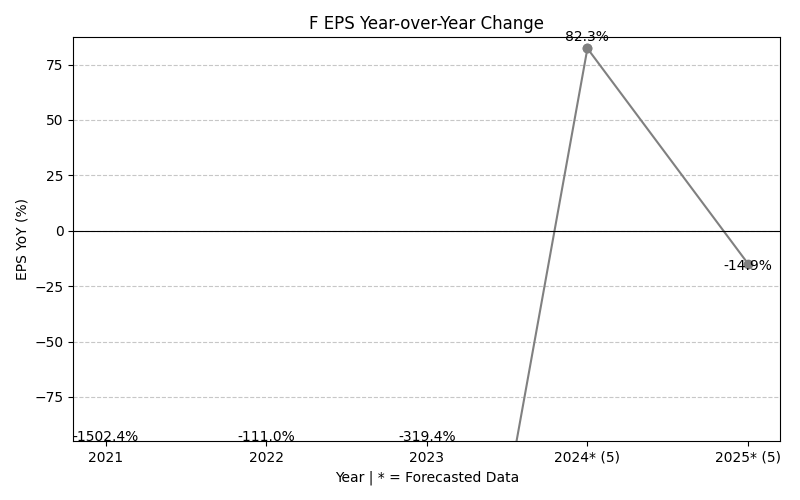 F EPS Year-over-Year Change
82.3%
75
50
25
0
−25
−50
−75
EPS YoY (%)
-14.9%
-1502.4% -111.0% -319.4%
2021 2022 2023 2024* (5) 2025* (5)
Year | * = Forecasted Data